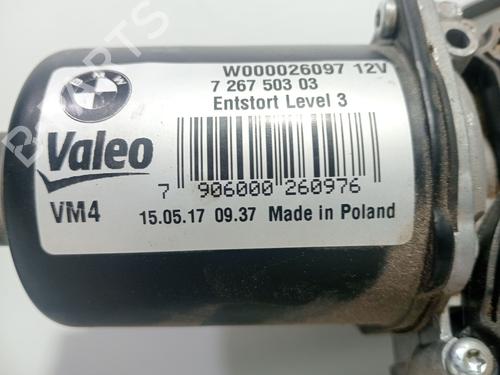 BMW
W000026097 12V
7 267 503 03
Entstort Level 3
Valeo
7 906000 260976
VM4 15.05.17 09.37 Made in Poland